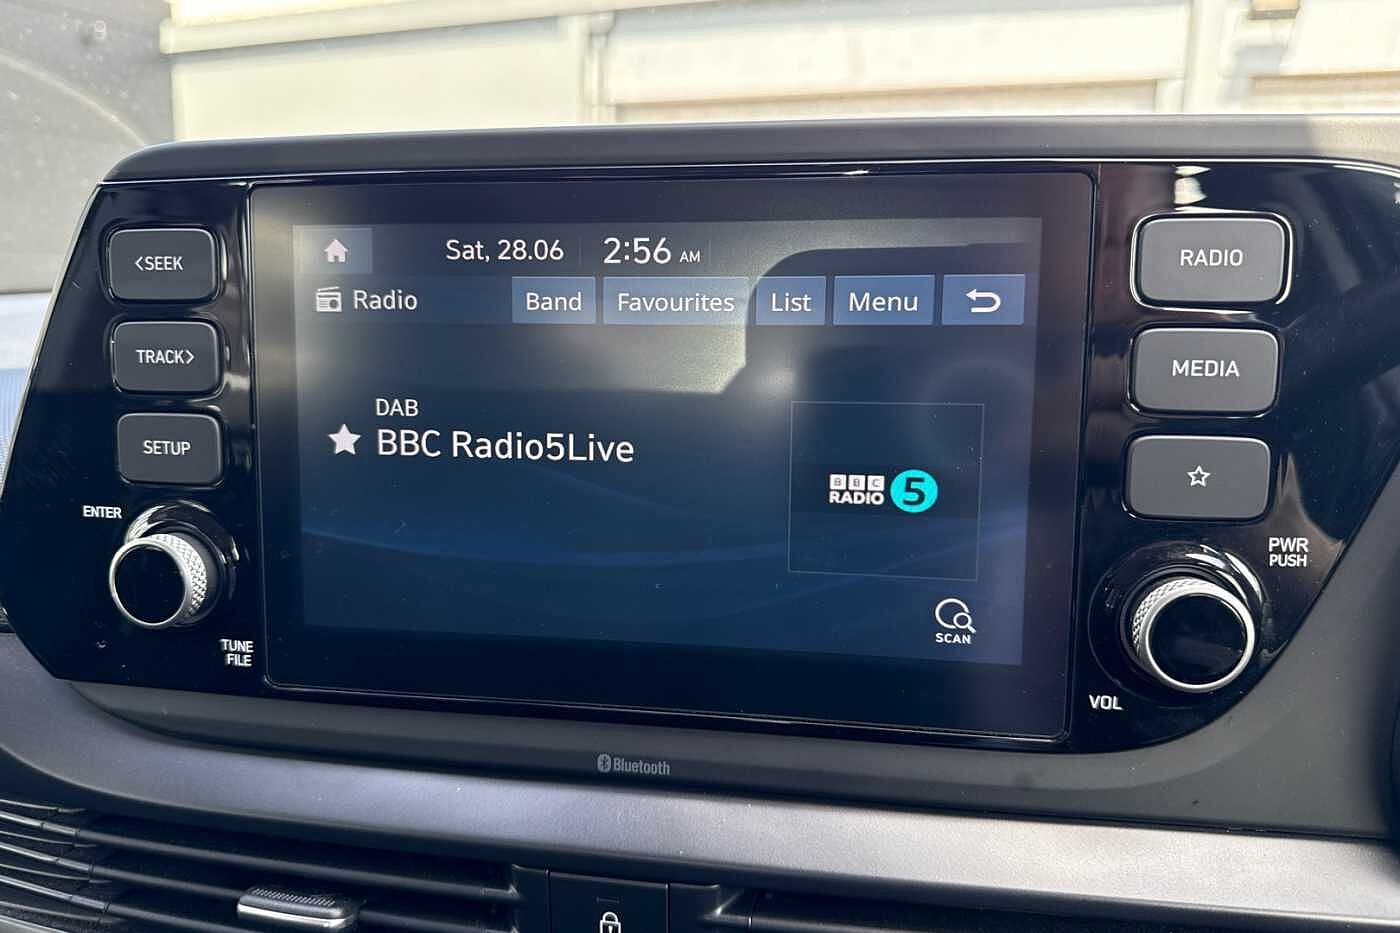 <SEEK
TRACK>
SETUP
ENTER
TUNE
FILE
Sat, 28.06
2:56 AM
Radio
Band
Favourites
List
Menu
DAB
BBC Radio5Live
BBC
RADIO 5
SCAN
RADIO
MEDIA
PWR
PUSH
VOL
Bluetooth